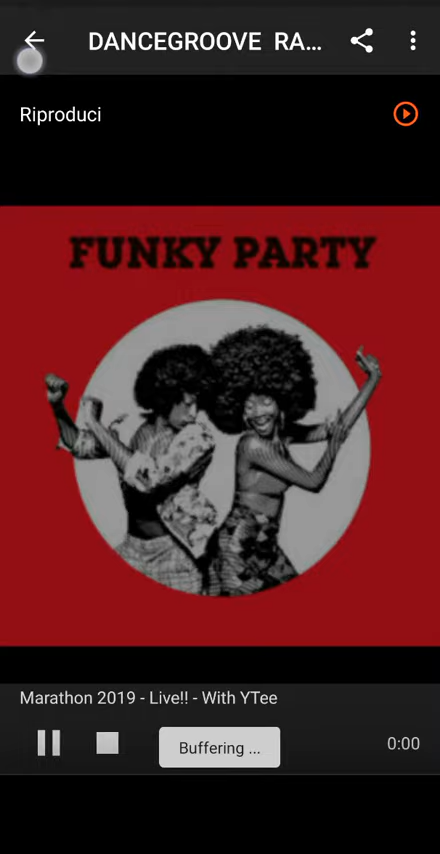 DANCEGROOVE RA...
Riproduci
FUNKY PARTY
Marathon 2019 - Live!! - With YTee
Buffering ...
0:00